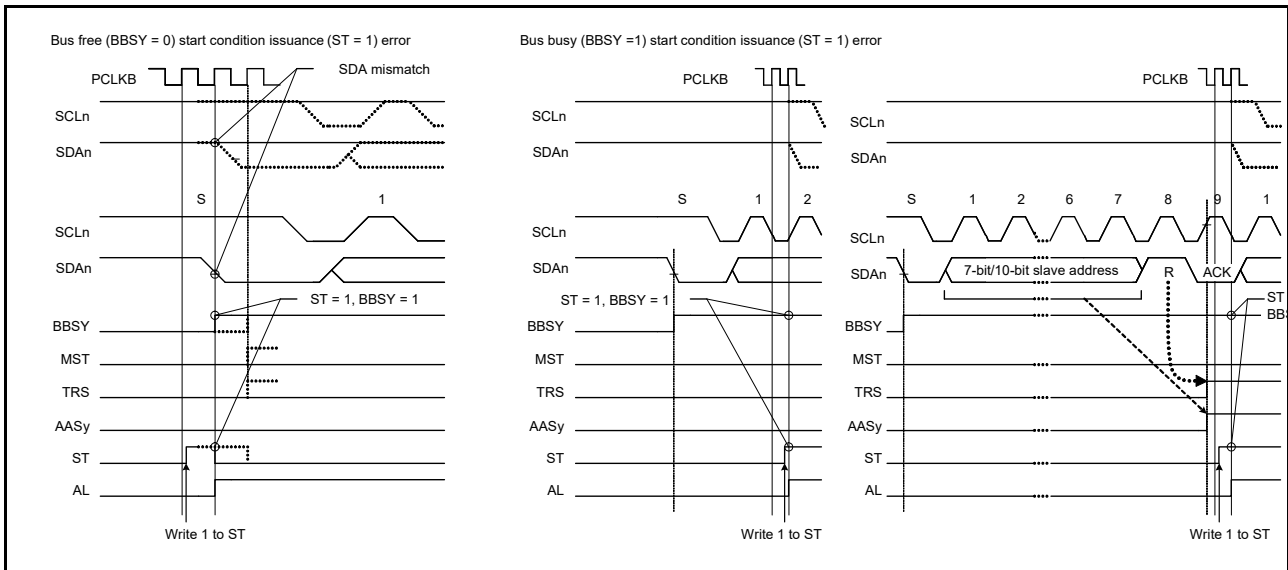 Bus free (BBSY = 0) start condition issuance (ST = 1) error
PCLKB
SDA mismatch
SCLn
SDAn
S 1
SCLn
SDAn
ST = 1, BBSY = 1
BBSY
MST
TRS
AASy
ST
AL
Write 1 to ST
Bus busy (BBSY =1) start condition issuance (ST = 1) error
PCLKB
SCLn
SDAn
S 1 2
SCLn
SDAn
ST = 1, BBSY = 1
BBSY
MST
TRS
AASy
ST
AL
Write 1 to ST
PCLKB
SCLn
SDAn
S 1 2 6 7 8 9 1
SCLn
SDAn 7-bit/10-bit slave address R ACK
ST
BBS
BBSY
MST
TRS
AASy
ST
AL
Write 1 to ST